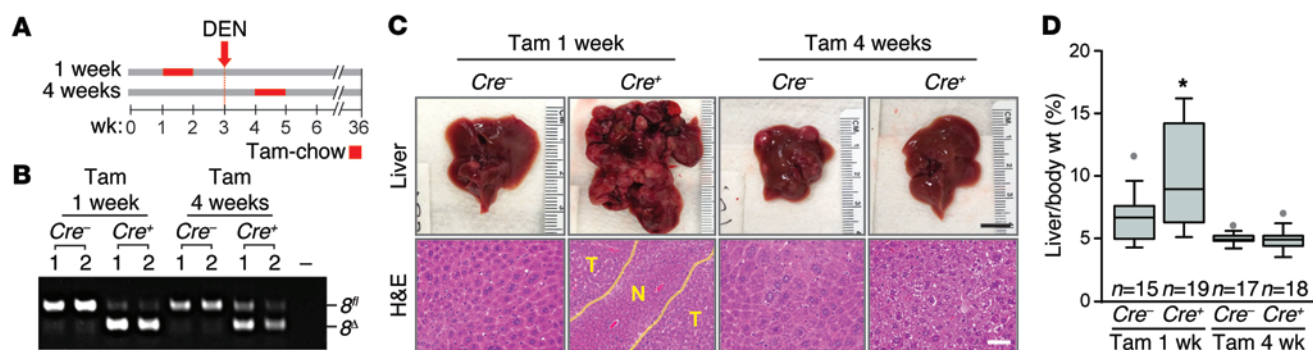 A
DEN
1 week
4 weeks
wk: 0 1 2 3 4 5 6 36
Tam-chow
B
Tam 1 week
Tam 4 weeks
Cre⁻ Cre⁺ Cre⁻ Cre⁺
1 2 1 2 1 2 1 2 –
8ᶠˡ
8ᐞ
C
Tam 1 week Tam 4 weeks
Cre⁻ Cre⁺ Cre⁻ Cre⁺
Liver
H&E
T
N
T
D
Liver/body wt (%)
20
15
10
5
0
*
n=15 n=19 n=17 n=18
Cre⁻ Cre⁺ Cre⁻ Cre⁺
Tam 1 wk Tam 4 wk